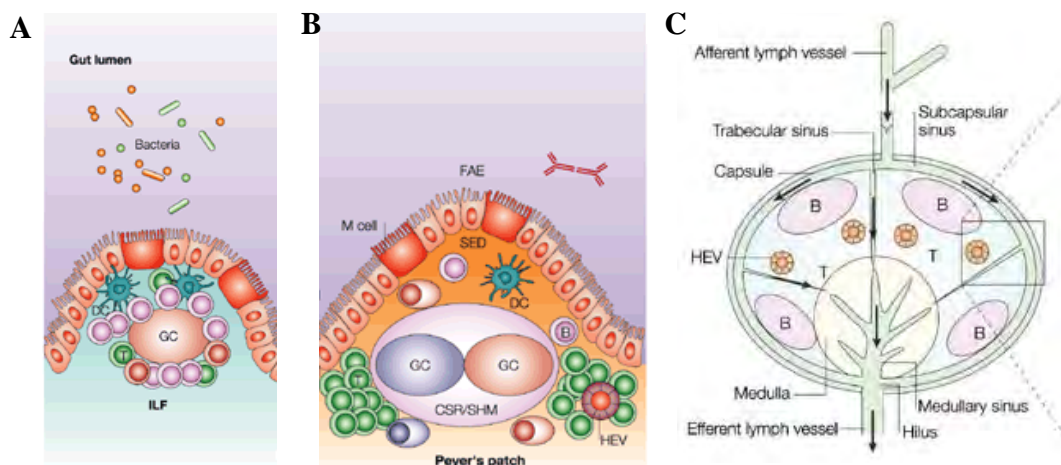 A
Gut lumen
Bacteria
DC
GC
T
ILF
B
FAE
M cell
SED
DC
B
GC
GC
T
CSR/SHM
HEV
Peyer's patch
C
Afferent lymph vessel
Subcapsular
sinus
Trabecular sinus
Capsule
B
B
HEV
T
T
B
B
Medulla
Medullary sinus
Efferent lymph vessel
Hilus